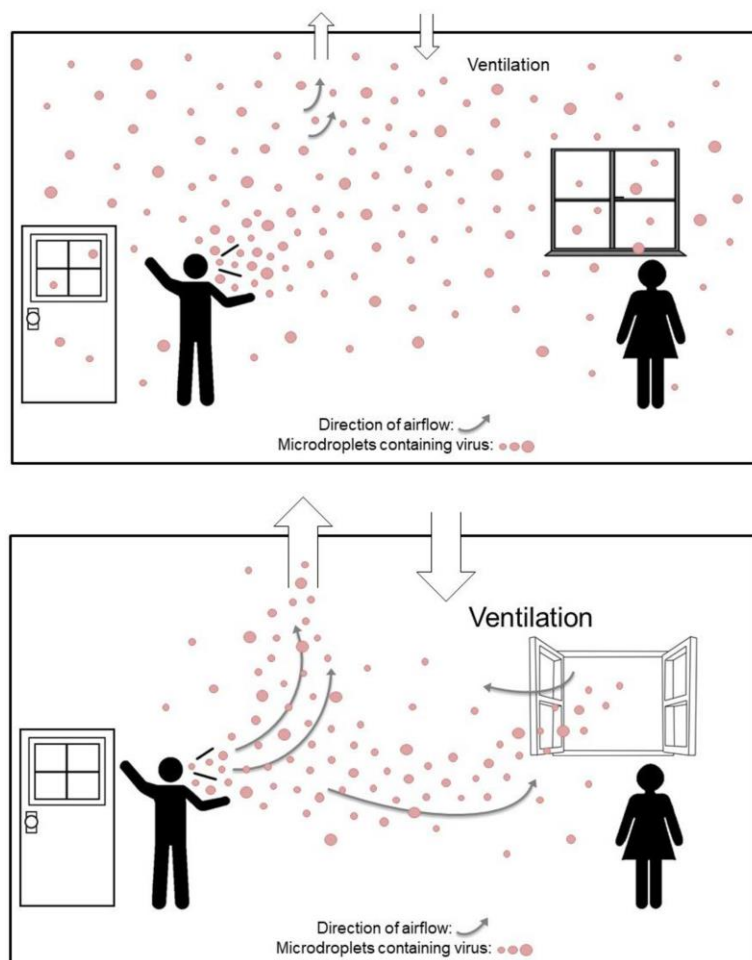 Ventilation
Direction of airflow:
Microdroplets containing virus:
Ventilation
Direction of airflow:
Microdroplets containing virus: